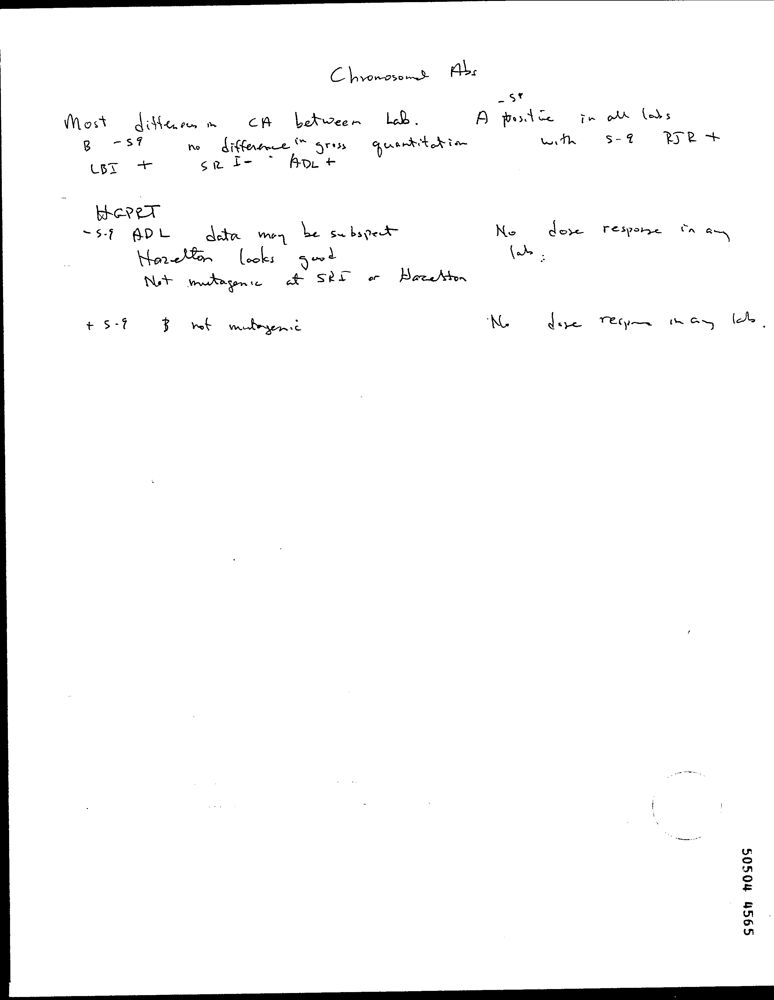 Chromosomal Abs
Most differences in CA between Lab. A -S9 positive in all labs
B -S9 no difference in gross quantitation with S-9 RJR +
LBI + SRI - ADL +
HGPRT
-S-9 ADL data may be subspect No dose response in any
Hazelton looks good lab:
Not mutagenic at SRI or Hazelton
+ S-9 B not mutagenic No dose response in any lab.
50504 4565